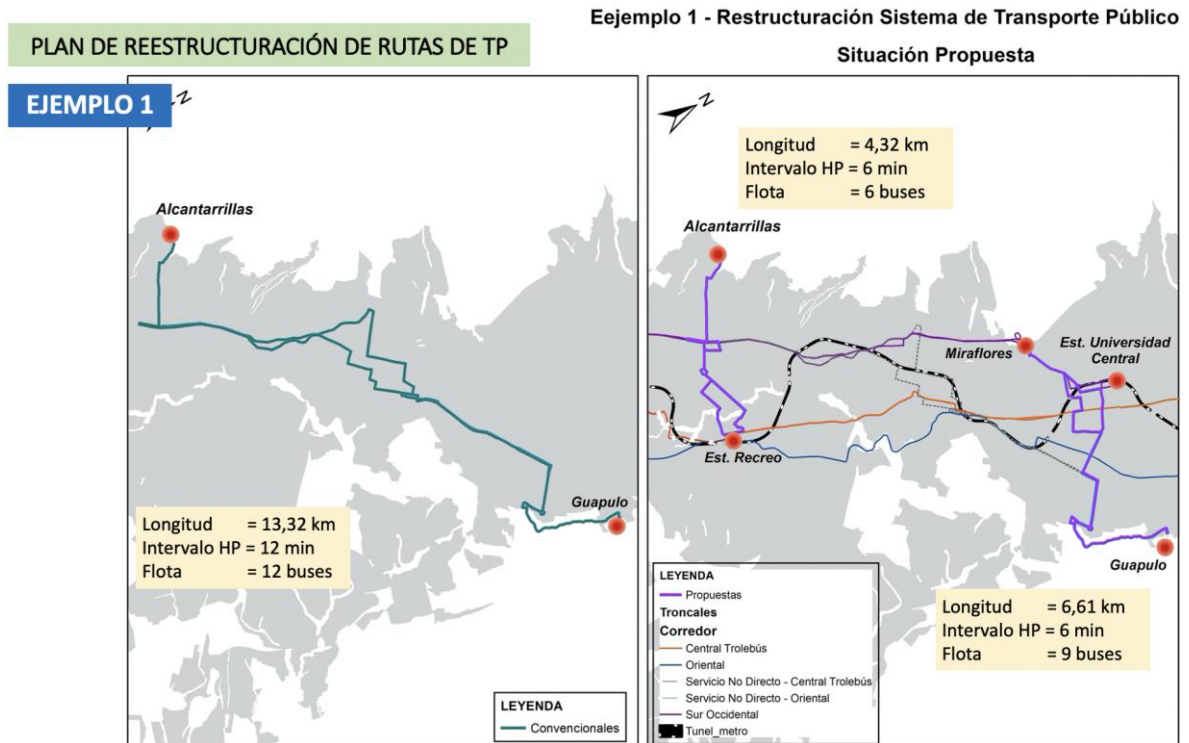 Eejemplo 1 - Restructuración Sistema de Transporte Público
PLAN DE REESTRUCTURACIÓN DE RUTAS DE TP
Situación Propuesta
EJEMPLO 1
N
Alcantarrillas
Guapulo
Longitud = 13,32 km
Intervalo HP = 12 min
Flota = 12 buses
LEYENDA
Convencionales
N
Longitud = 4,32 km
Intervalo HP = 6 min
Flota = 6 buses
Alcantarrillas
Miraflores
Est. Universidad
Central
Est. Recreo
Guapulo
LEYENDA
Propuestas
Troncales
Corredor
Central Trolebús
Oriental
Servicio No Directo - Central Trolebús
Servicio No Directo - Oriental
Sur Occidental
Tunel_metro
Longitud = 6,61 km
Intervalo HP = 6 min
Flota = 9 buses